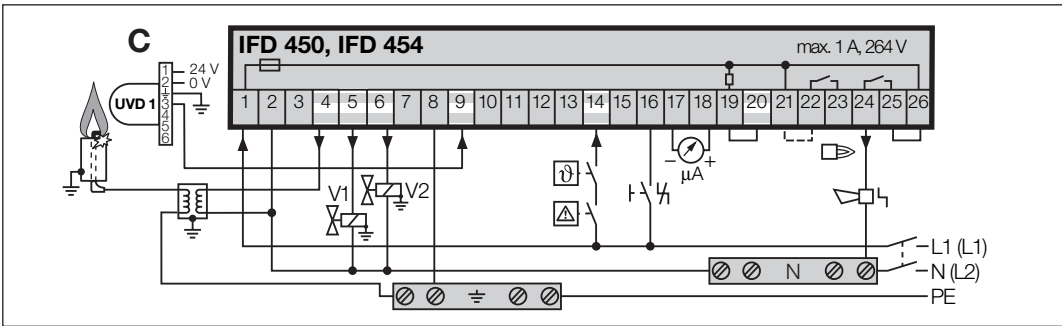 C
IFD 450, IFD 454
max. 1 A, 264 V
UVD 1
1
2
3
4
5
6
24 V
0 V
1 2 3 4 5 6 7 8 9 10 11 12 13 14 15 16 17 18 19 20 21 22 23 24 25 26
− +
µA
ϑ
V1
V2
L1 (L1)
N
N (L2)
PE